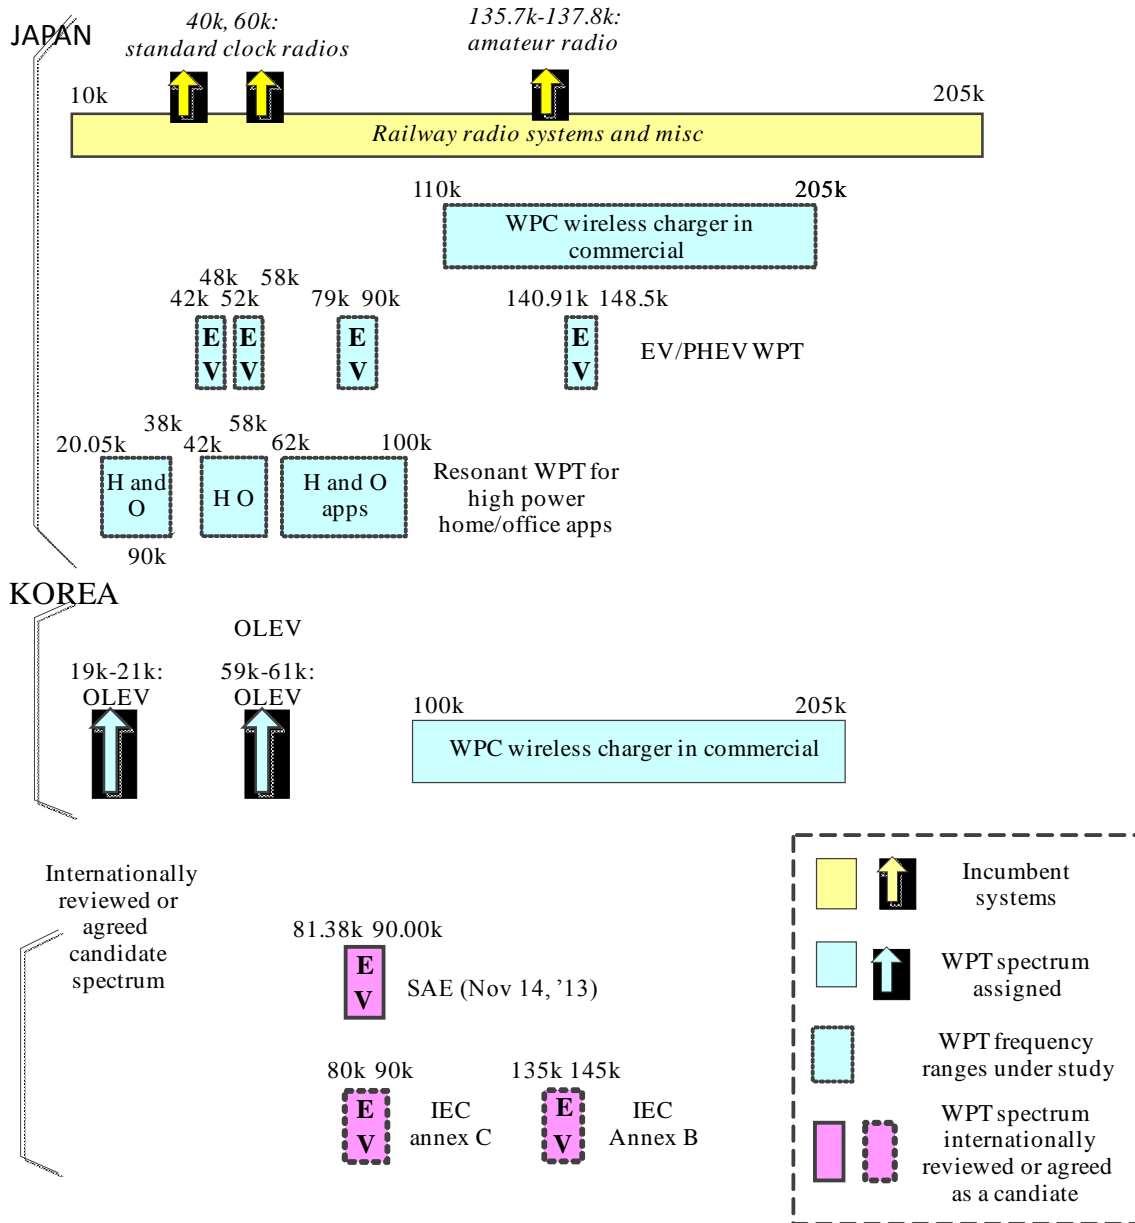 JAPAN
40k, 60k:
standard clock radios
135.7k-137.8k:
amateur radio
10k
205k
Railway radio systems and misc
110k
205k
WPC wireless charger in
commercial
48k 58k
42k 52k
79k 90k
140.91k 148.5k
E
V
E
V
E
V
E
V
EV/PHEV WPT
38k
58k
20.05k
42k
62k
100k
H and
O
H O
H and O
apps
Resonant WPT for
high power
home/office apps
90k
KOREA
OLEV
19k-21k:
OLEV
59k-61k:
OLEV
100k
205k
WPC wireless charger in commercial
Internationally
reviewed or
agreed
candidate
spectrum
81.38k 90.00k
E
V
SAE (Nov 14, ’13)
80k 90k
E
V
IEC
annex C
135k 145k
E
V
IEC
Annex B
Incumbent
systems
WPT spectrum
assigned
WPT frequency
ranges under study
WPT spectrum
internationally
reviewed or agreed
as a candiate